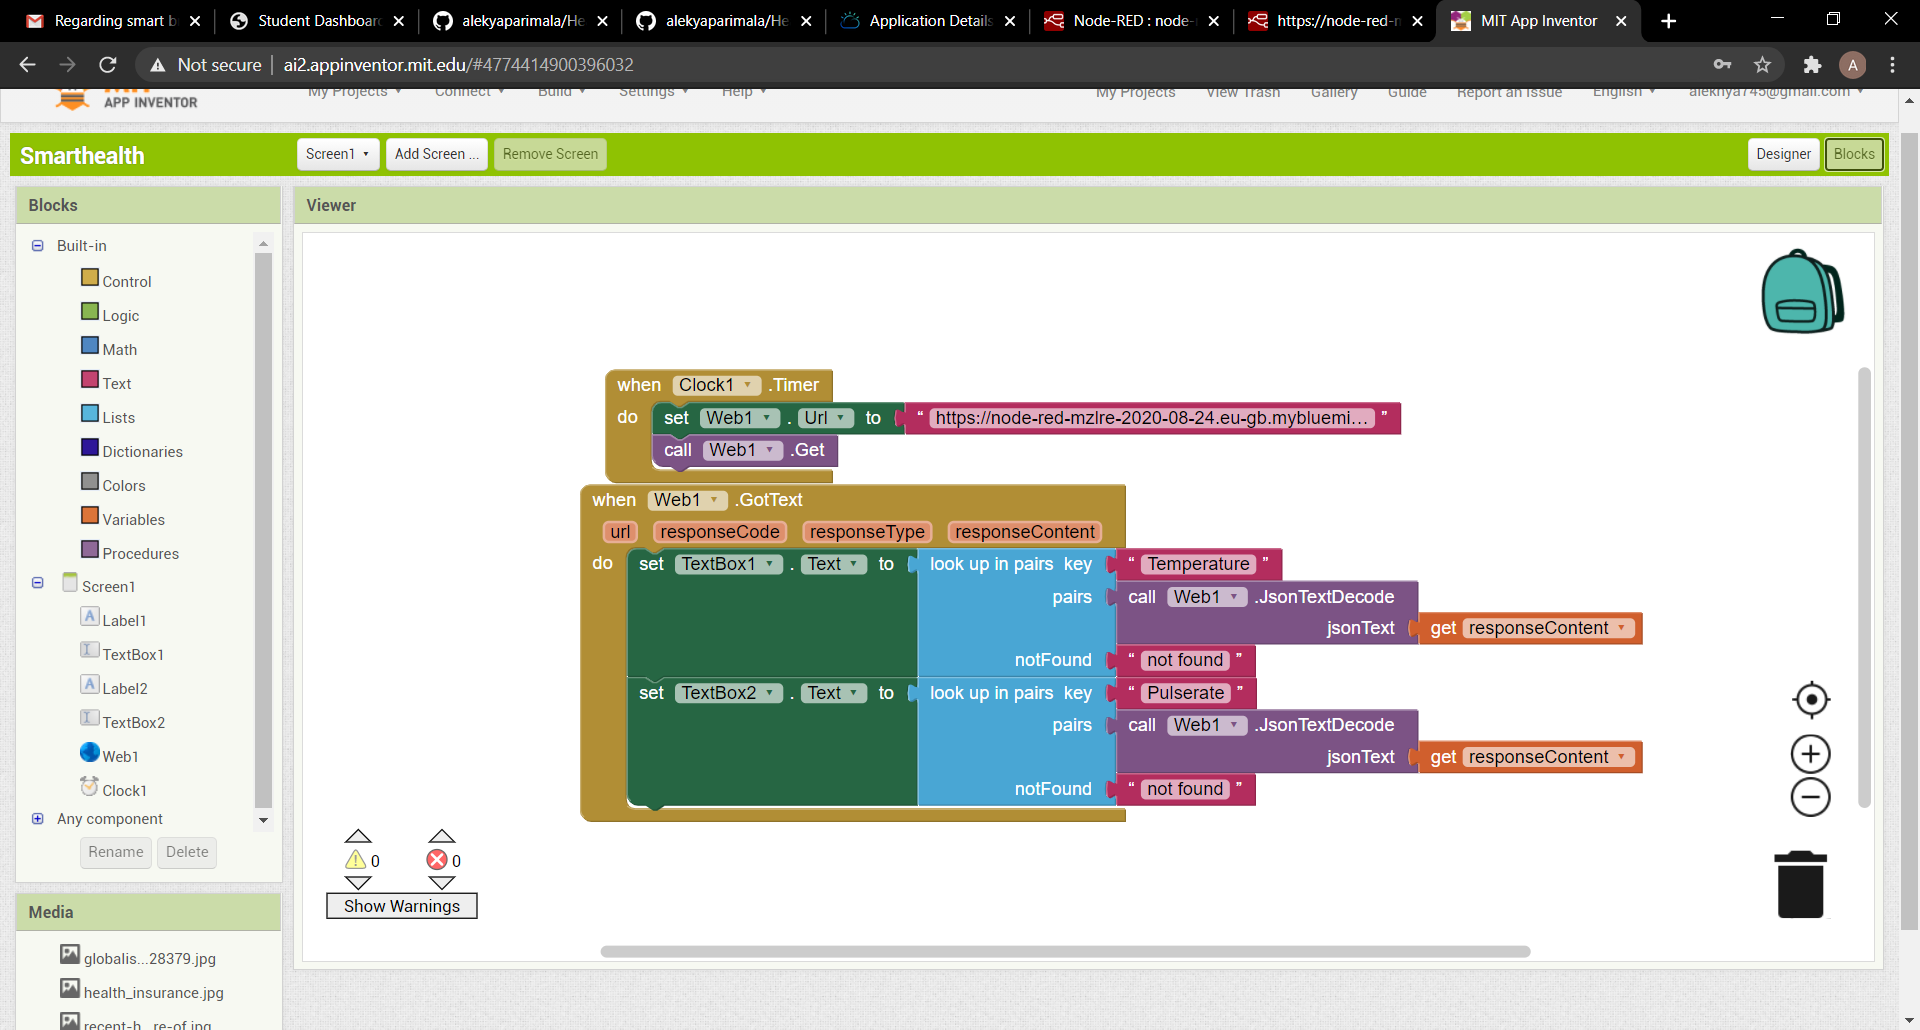 Regarding smart b
Student Dashboard
alekyaparimala/He
alekyaparimala/He
Application Details
Node-RED : node-
https://node-red-m
MIT App Inventor
Not secure
ai2.appinventor.mit.edu/#4774414900396032
A
APP INVENTOR
My Projects
Connect
Build
Settings
Help
My Projects
View Trash
Gallery
Guide
Report an Issue
English
alekhya745@gmail.com
Smarthealth
Screen1
Add Screen ...
Remove Screen
Designer
Blocks
Blocks
Viewer
Built-in
Control
Logic
Math
Text
Lists
Dictionaries
Colors
Variables
Procedures
Screen1
Label1
TextBox1
Label2
TextBox2
Web1
Clock1
Any component
Rename
Delete
Media
globalis...28379.jpg
health_insurance.jpg
recent-h...re-of.jpg
when Clock1 .Timer
do set Web1 . Url to “ https://node-red-mzlre-2020-08-24.eu-gb.mybluemi... ”
call Web1 .Get
when Web1 .GotText
url responseCode responseType responseContent
do set TextBox1 . Text to look up in pairs key “ Temperature ”
pairs call Web1 .JsonTextDecode
jsonText get responseContent
notFound “ not found ”
set TextBox2 . Text to look up in pairs key “ Pulserate ”
pairs call Web1 .JsonTextDecode
jsonText get responseContent
notFound “ not found ”
0
0
Show Warnings